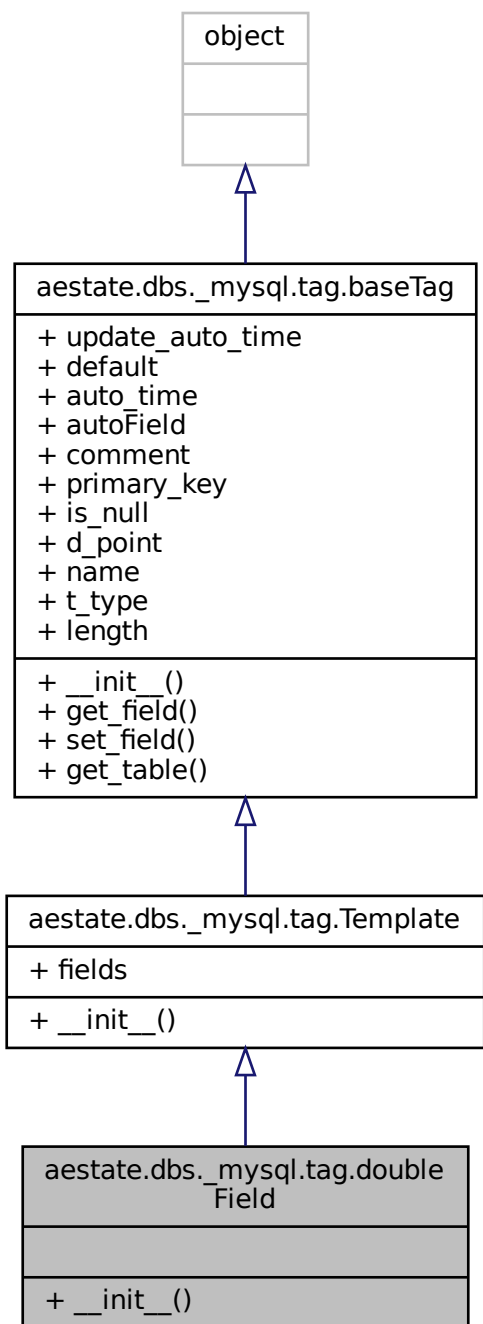 object
aestate.dbs._mysql.tag.baseTag
+ update_auto_time
+ default
+ auto_time
+ autoField
+ comment
+ primary_key
+ is_null
+ d_point
+ name
+ t_type
+ length
+ __init__()
+ get_field()
+ set_field()
+ get_table()
aestate.dbs._mysql.tag.Template
+ fields
+ __init__()
aestate.dbs._mysql.tag.double
Field
+ __init__()